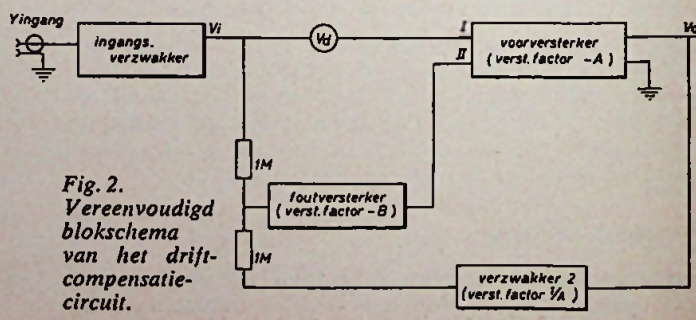 Yingang
ingangs.
verzwakker
Vi
Vd
I
II
voorversterker
(verst. factor -A)
Vo
1M
foutversterker
(verst. factor -B)
1M
verzwakker 2
(verst. factor 1/A)
Fig. 2.
Vereenvoudigd
blokschema
van het drift-
compensatie-
circuit.